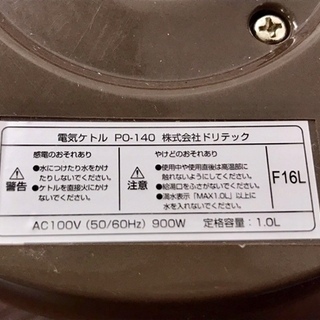 電気ケトル PO-140 株式会社ドリテック
感電のおそれあり
警告
●水につけたり水をかけ
たりしないでください。
●ケトルを直接火にかけ
ないでください。
やけどのおそれあり
注意
●使用中や使用直後は高温部に
触れないようにしてください。
●給湯口をふさがないでください。
●満水表示「MAX1.0L」以上に
水を入れないでください。
F16L
AC100V (50/60Hz) 900W 定格容量：1.0L